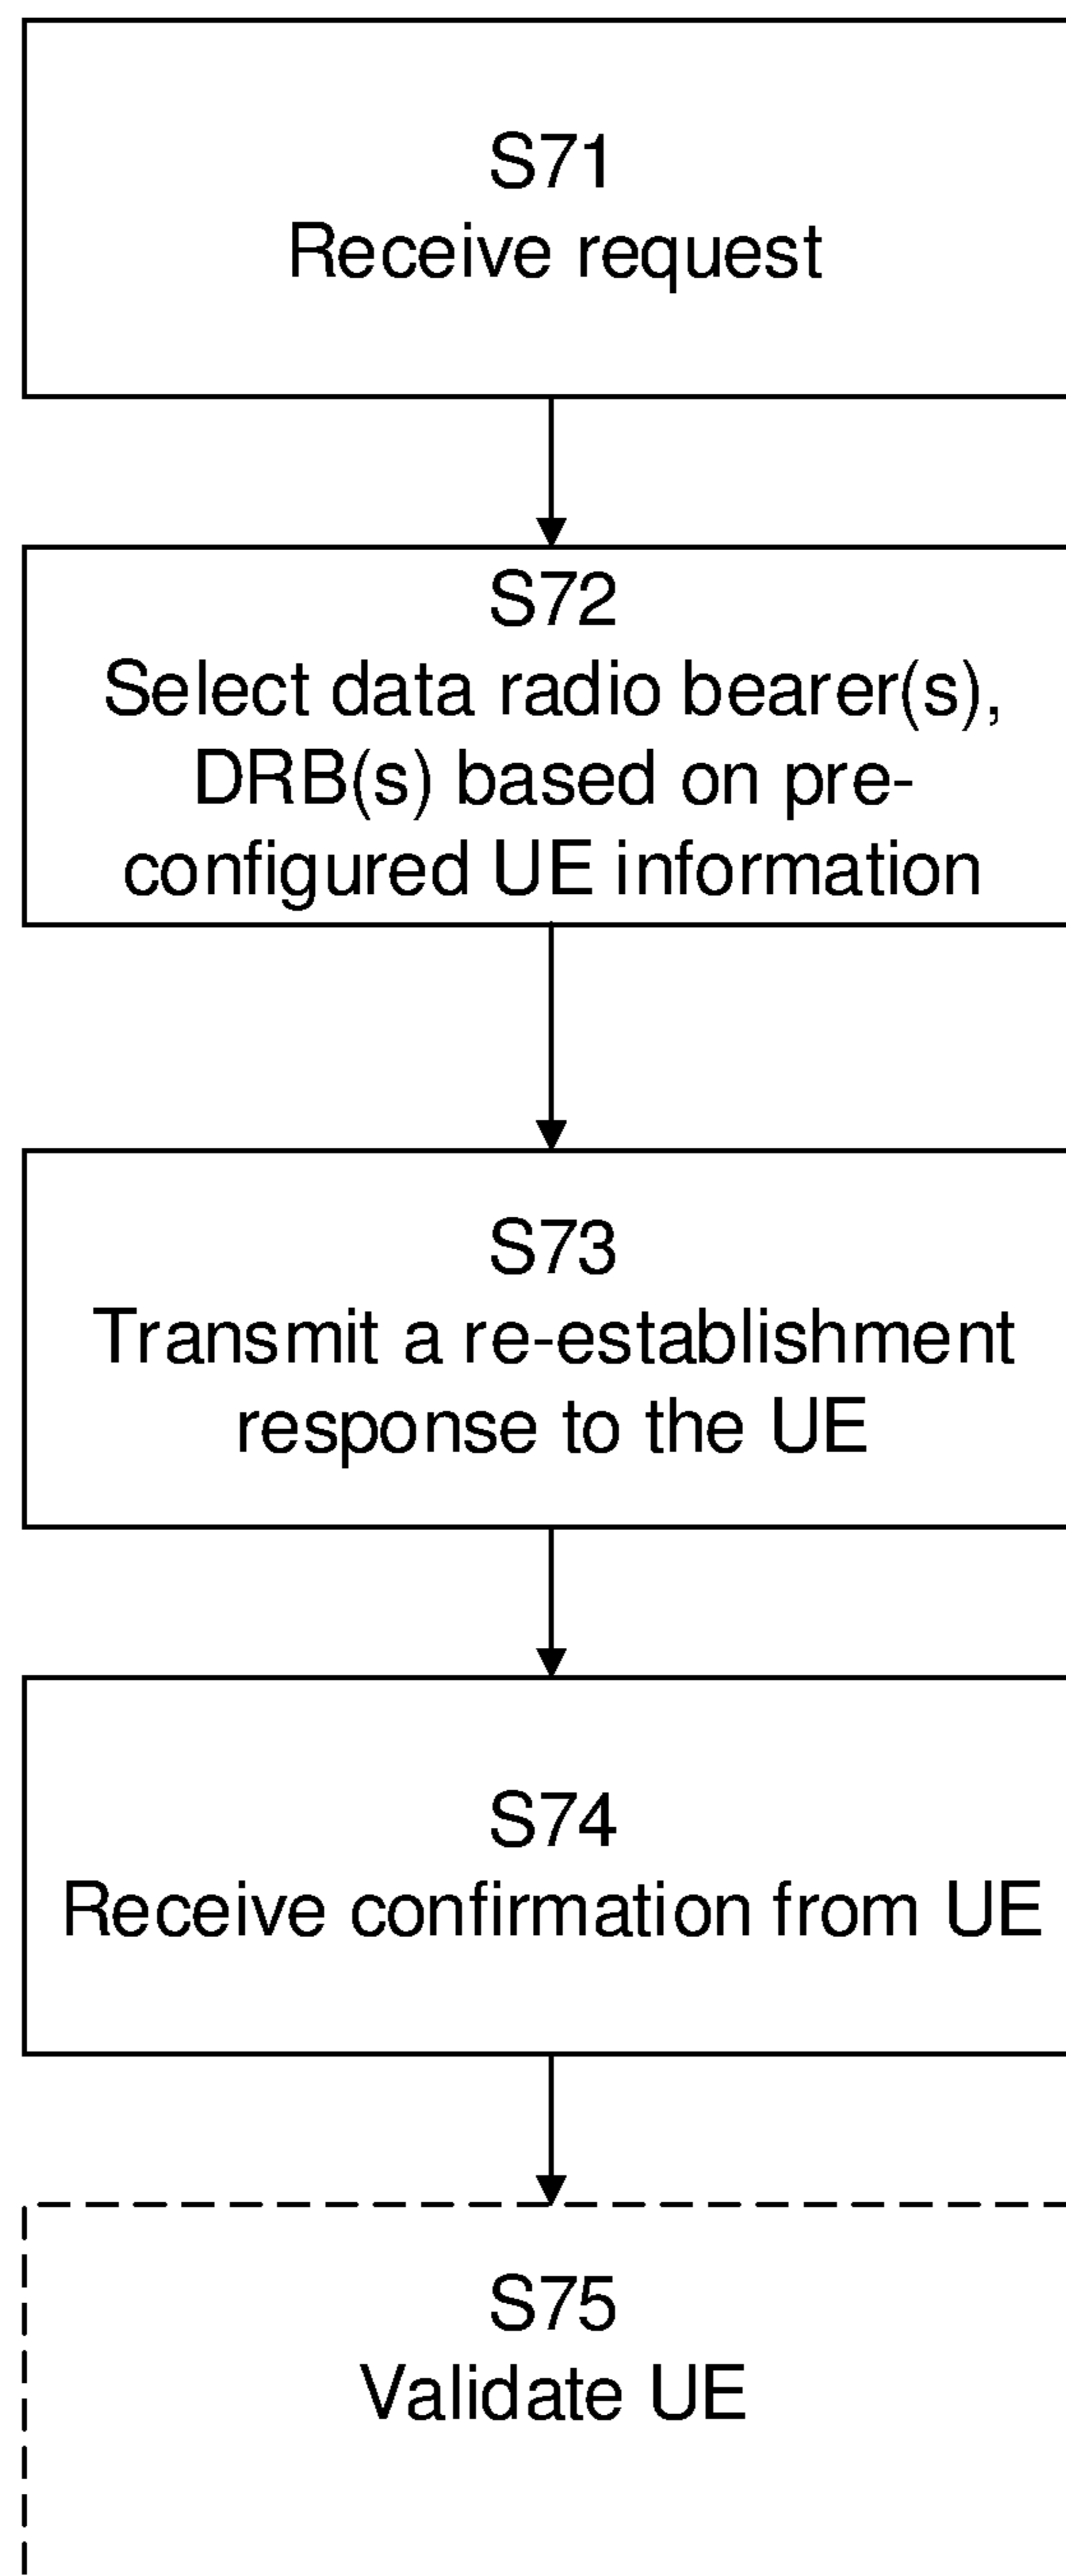 S71
Receive request
S72
Select data radio bearer(s),
DRB(s) based on pre-
configured UE information
S73
Transmit a re-establishment
response to the UE
S74
Receive confirmation from UE
S75
Validate UE